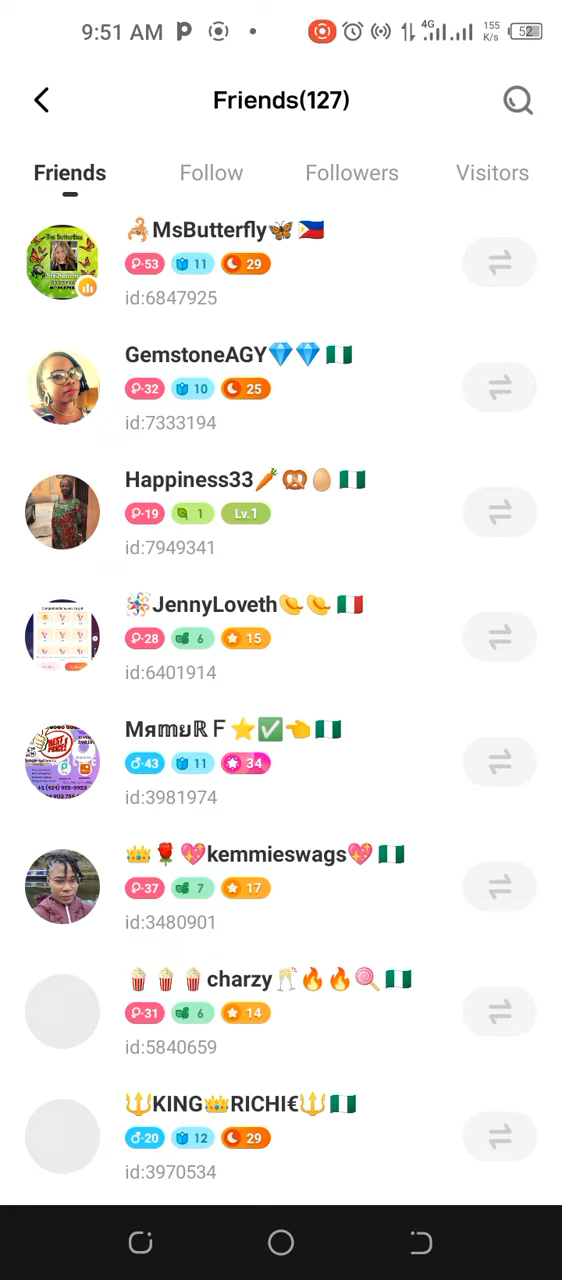 9:51 AM
4G
155
K/s
52
Friends(127)
Friends Follow Followers Visitors
🦂MsButterfly🦋🇵🇭
53 11 29
id:6847925
GemstoneAGY💎💎🇳🇬
32 10 25
id:7333194
Happiness33🥕🥨🥚🇳🇬
19 1 Lv.1
id:7949341
JennyLoveth👒👒🇮🇹
28 6 15
id:6401914
MяmʁℝＦ⭐✅👈🇳🇬
43 11 34
id:3981974
👑🌹💖kemmieswags💖🇳🇬
37 7 17
id:3480901
🍿🍿🍿charzy🥂🔥🔥🍭🇳🇬
31 6 14
id:5840659
🔱KING👑RICHI€🔱🇳🇬
20 12 29
id:3970534